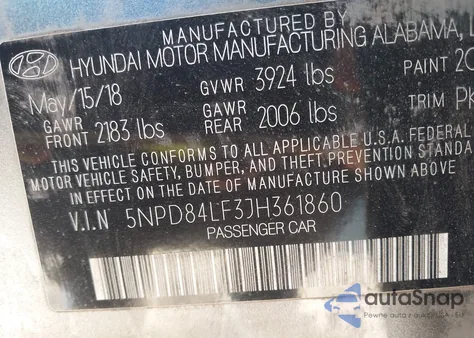 MANUFACTURED BY
HYUNDAI MOTOR MANUFACTURING ALABAMA,
May/15/18 GVWR 3924 lbs PAINT
GAWR FRONT 2183 lbs GAWR REAR 2006 lbs TRIM
THIS VEHICLE CONFORMS TO ALL APPLICABLE U.S.A. FEDERAL
MOTOR VEHICLE SAFETY, BUMPER, AND THEFT PREVENTION
IN EFFECT ON THE DATE OF MANUFACTURE SHOWN ABOVE.
V.I.N 5NPD84LF3JH361860
PASSENGER CAR
autoSnap